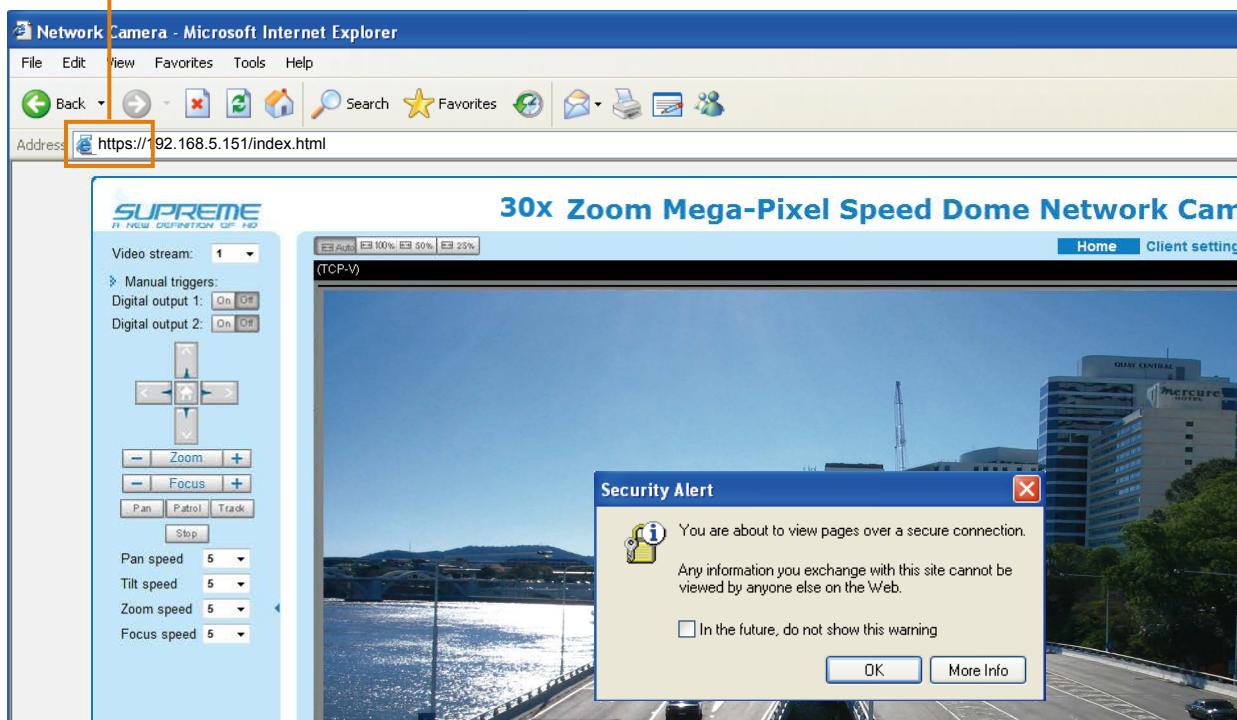 Network Camera - Microsoft Internet Explorer
File Edit View Favorites Tools Help
Back Search Favorites
Address https://192.168.5.151/index.html
SUPREME
A NEW DEFINITION OF HD
30x Zoom Mega-Pixel Speed Dome Network Cam
Auto 100% 50% 25%
Home Client setting
(TCP-V)
Video stream: 1
Manual triggers:
Digital output 1: On Off
Digital output 2: On Off
Zoom
Focus
Pan Patrol Track
Stop
Pan speed 5
Tilt speed 5
Zoom speed 5
Focus speed 5
QUAY CENTRAL
Mercure
HOTEL
Security Alert
You are about to view pages over a secure connection.
Any information you exchange with this site cannot be
viewed by anyone else on the Web.
In the future, do not show this warning
OK More Info